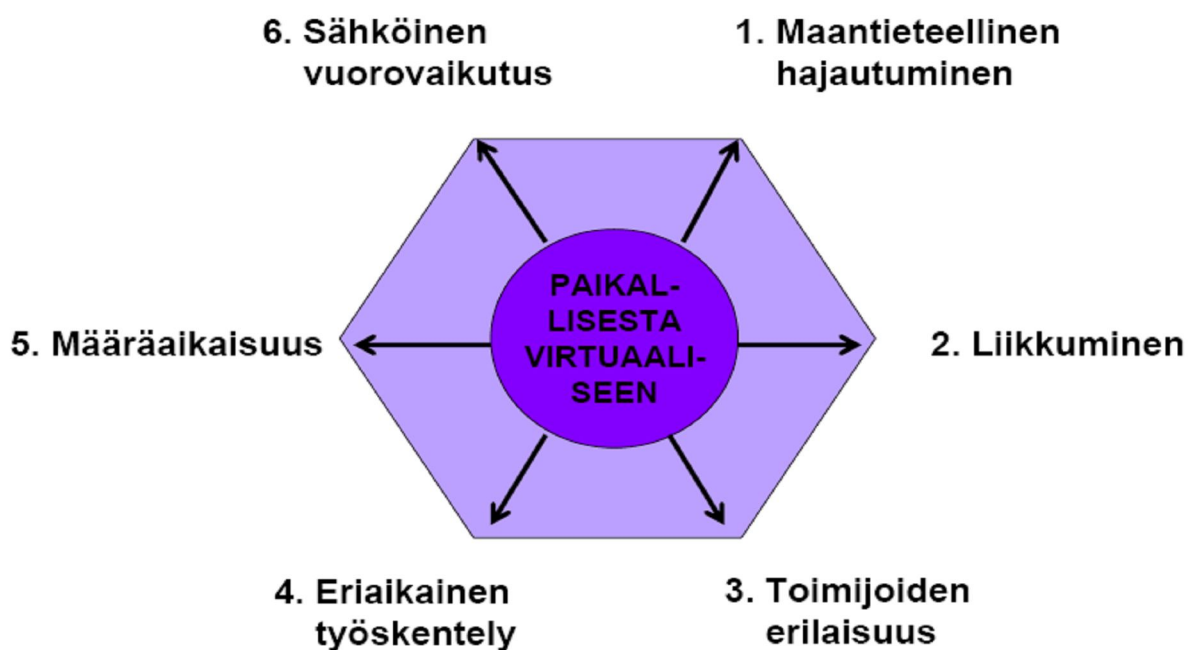 6. Sähköinen
vuorovaikutus
1. Maantieteellinen
hajautuminen
PAIKAL-
LISESTA
VIRTUAALI-
SEEN
5. Määräaikaisuus
2. Liikkuminen
4. Eriaikainen
työskentely
3. Toimijoiden
erilaisuus